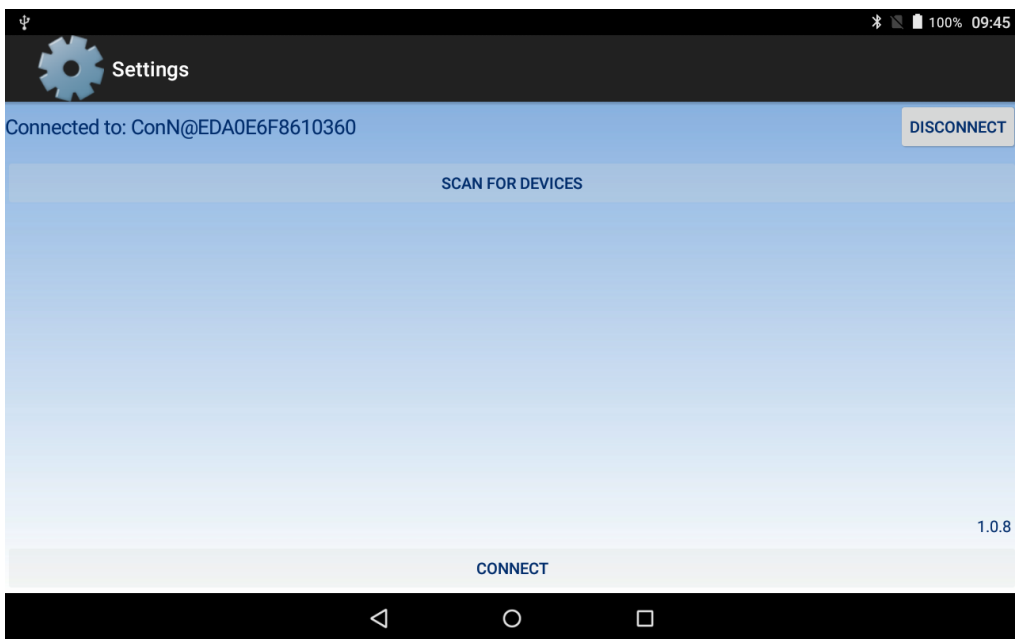 100% 09:45
Settings
Connected to: ConN@EDA0E6F8610360 DISCONNECT
SCAN FOR DEVICES
1.0.8
CONNECT